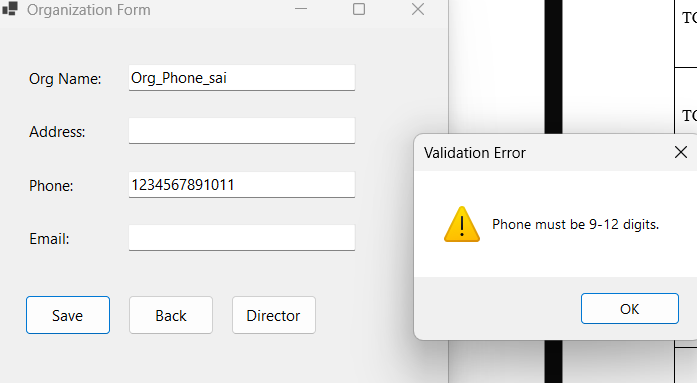 Organization Form
Org Name: Org_Phone_sai
Address:
Phone: 1234567891011
Email:
Save Back Director
Validation Error
Phone must be 9-12 digits.
OK
TC
TC